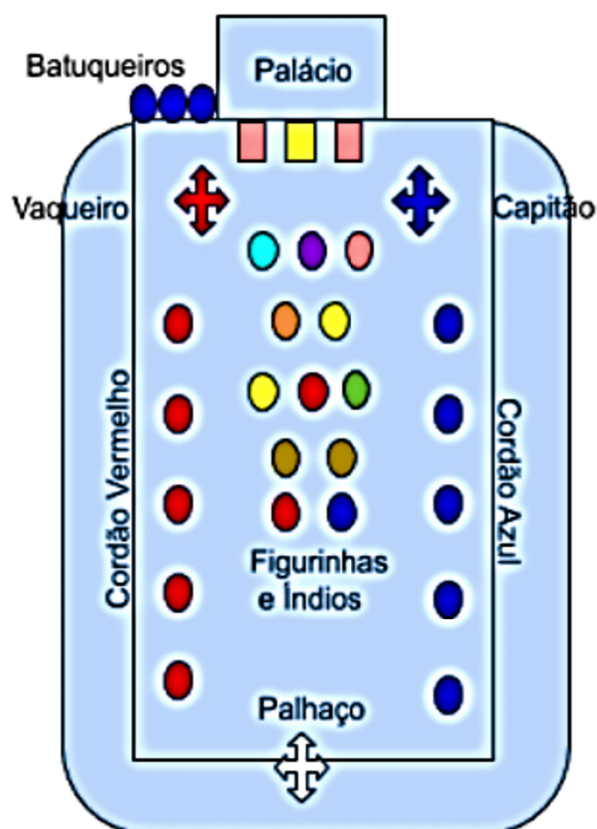 Batuqueiros
Palácio
Vaqueiro
Capitão
Cordão Vermelho
Cordão Azul
Figurinhas
e Índios
Palhaço